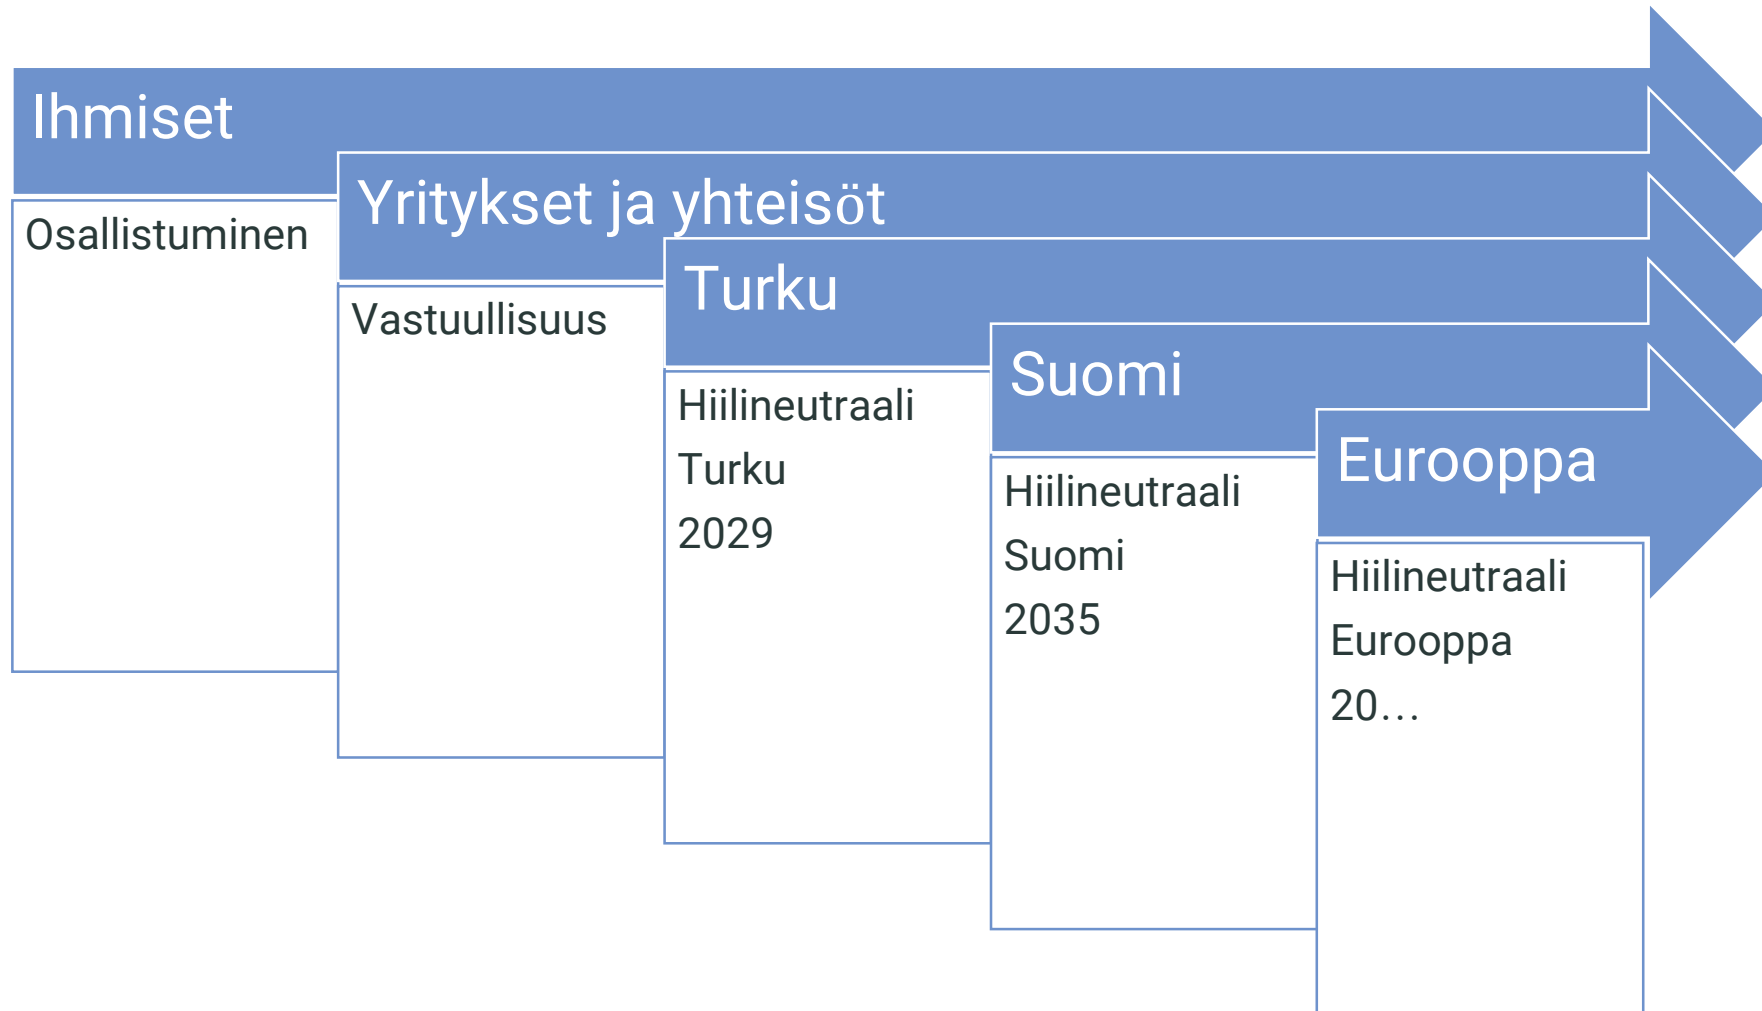 Ihmiset
Osallistuminen
Yritykset ja yhteisöt
Vastuullisuus
Turku
Hiilineutraali
Turku
2029
Suomi
Hiilineutraali
Suomi
2035
Eurooppa
Hiilineutraali
Eurooppa
20…